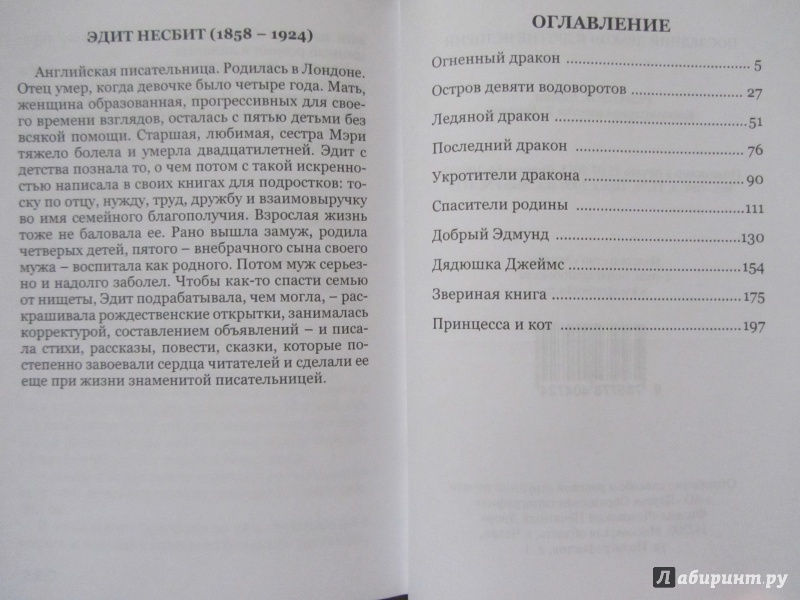 ЭДИТ НЕСБИТ (1858 – 1924)
Английская писательница. Родилась в Лондоне.
Отец умер, когда девочке было четыре года. Мать,
женщина образованная, прогрессивных для свое-
го времени взглядов, осталась с пятью детьми без
всякой помощи. Старшая, любимая, сестра Мэри
тяжело болела и умерла двадцатилетней. Эдит с
детства познала то, о чем потом с такой искренно-
стью написала в своих книгах для подростков: то-
ску по отцу, нужду, труд, дружбу и взаимовыручку
во имя семейного благополучия. Взрослая жизнь
тоже не баловала ее. Рано вышла замуж, родила
четверых детей, пятого – внебрачного сына своего
мужа – воспитала как родного. Потом муж серьез-
но и надолго заболел. Чтобы как-то спасти семью
от нищеты, Эдит подрабатывала, чем могла, – рас-
крашивала рождественские открытки, занималась
корректурой, составлением объявлений – и писа-
ла стихи, рассказы, повести, сказки, которые по-
степенно завоевали сердца читателей и сделали ее
еще при жизни знаменитой писательницей.
ОГЛАВЛЕНИЕ
Огненный дракон 5
Остров девяти водоворотов 27
Ледяной дракон 51
Последний дракон 76
Укротители дракона 90
Спасители родины 111
Добрый Эдмунд 130
Дядюшка Джеймс 154
Звериная книга 175
Принцесса и кот 197
Лабиринт.ру